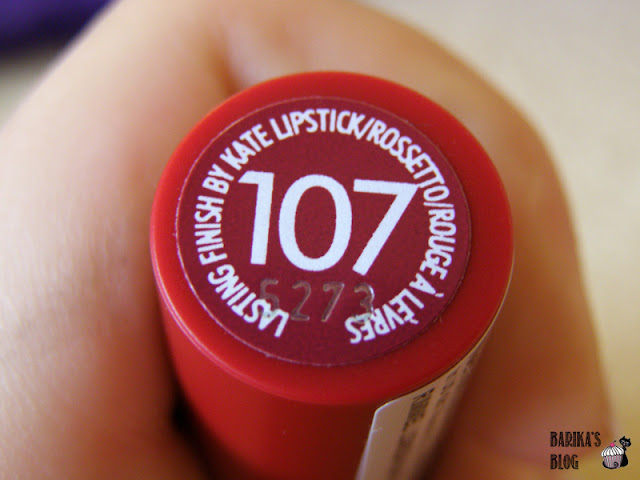 LASTING FINISH BY KATE LIPSTICK/ROSSETTO/ROUGE À LÈVRES
107
5273
BARIKA'S
BLOG